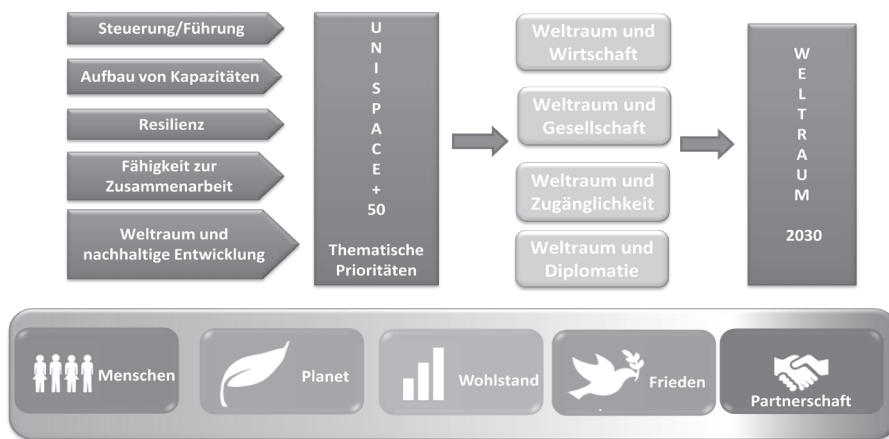 Steuerung/Führung
Aufbau von Kapazitäten
Resilienz
Fähigkeit zur
Zusammenarbeit
Weltraum und
nachhaltige Entwicklung
U
N
I
S
P
A
C
E
+
50
Thematische
Prioritäten
Weltraum und
Wirtschaft
Weltraum und
Gesellschaft
Weltraum und
Zugänglichkeit
Weltraum und
Diplomatie
W
E
L
T
R
A
U
M
2030
Menschen
Planet
Wohlstand
Frieden
Partnerschaft